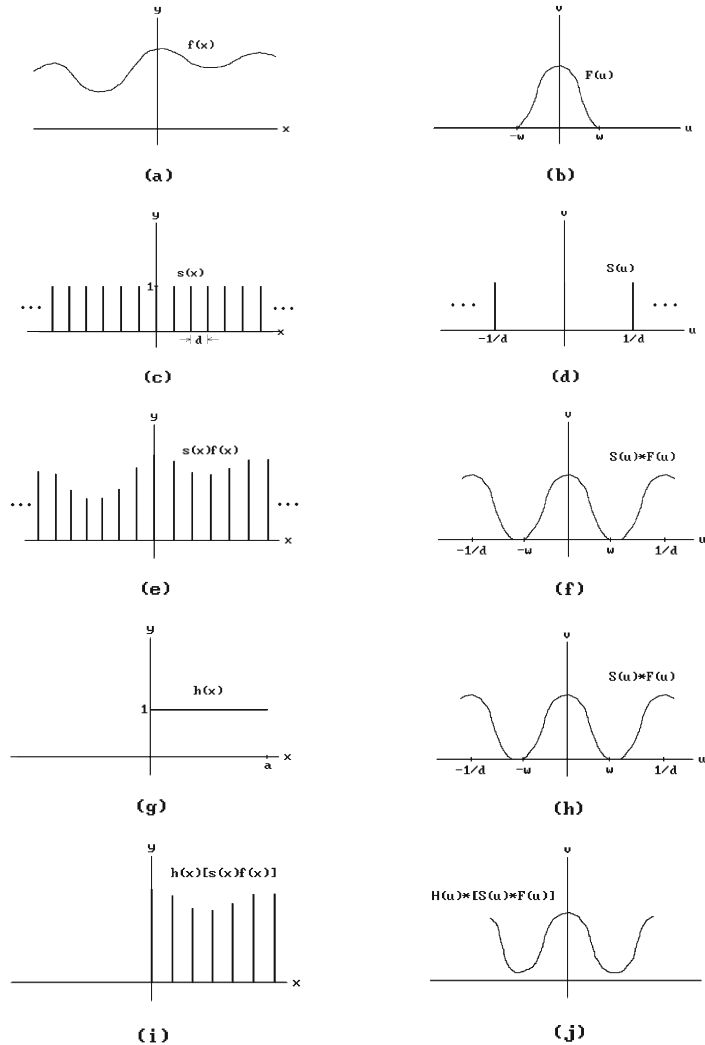 y
f(x)
x
(a)
v
F(u)
-w w u
(b)
y
s(x)
1
... ...
d x
(c)
v
S(u)
... ...
-1/d 1/d u
(d)
y
s(x)f(x)
... ...
x
(e)
v
S(u)*F(u)
-1/d -w w 1/d u
(f)
y
h(x)
1
a x
(g)
v
S(u)*F(u)
-1/d -w w 1/d u
(h)
y
h(x)[s(x)f(x)]
x
(i)
v
H(u)*[S(u)*F(u)]
(j)